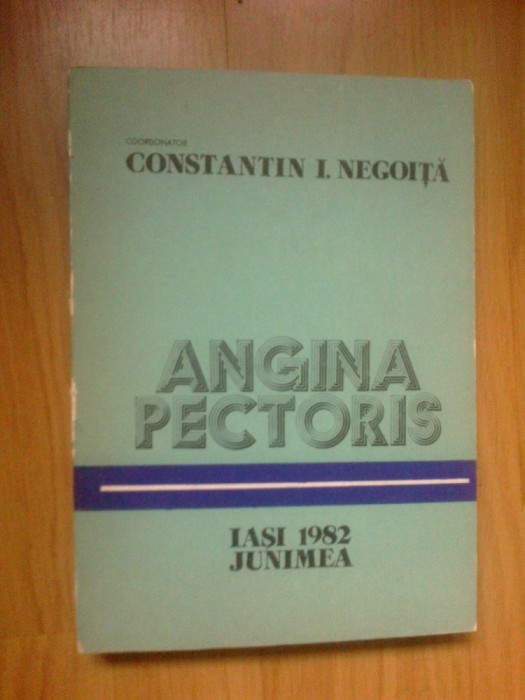 COORDONATOR
CONSTANTIN I. NEGOIȚĂ
ANGINA
PECTORIS
IAȘI 1982
JUNIMEA